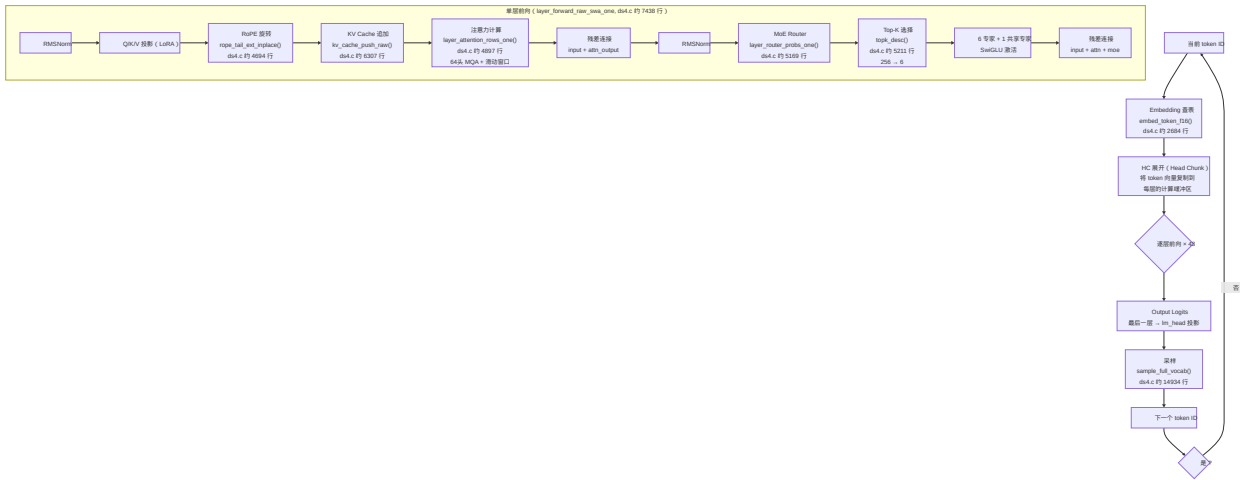 单层前向 ( layer_forward_raw_swa_one, ds4.c 约 7438 行 )
RMSNorm
Q/K/V 投影 ( LoRA )
RoPE 旋转
rope_tail_ext_inplace()
ds4.c 约 4694 行
KV Cache 追加
kv_cache_push_raw()
ds4.c 约 6307 行
注意力计算
layer_attention_rows_one()
ds4.c 约 4897 行
64头 MQA + 滑动窗口
残差连接
input + attn_output
RMSNorm
MoE Router
layer_router_probs_one()
ds4.c 约 5169 行
Top-K 选择
topk_desc()
ds4.c 约 5211 行
256 → 6
6 专家 + 1 共享专家
SwiGLU 激活
残差连接
input + attn + moe
当前 token ID
Embedding 查表
embed_token_f16()
ds4.c 约 2684 行
HC 展开 ( Head Chunk )
将 token 向量复制到
每层的计算缓冲区
逐层前向 × 43
Output Logits
最后一层 → lm_head 投影
采样
sample_full_vocab()
ds4.c 约 14934 行
下一个 token ID
否